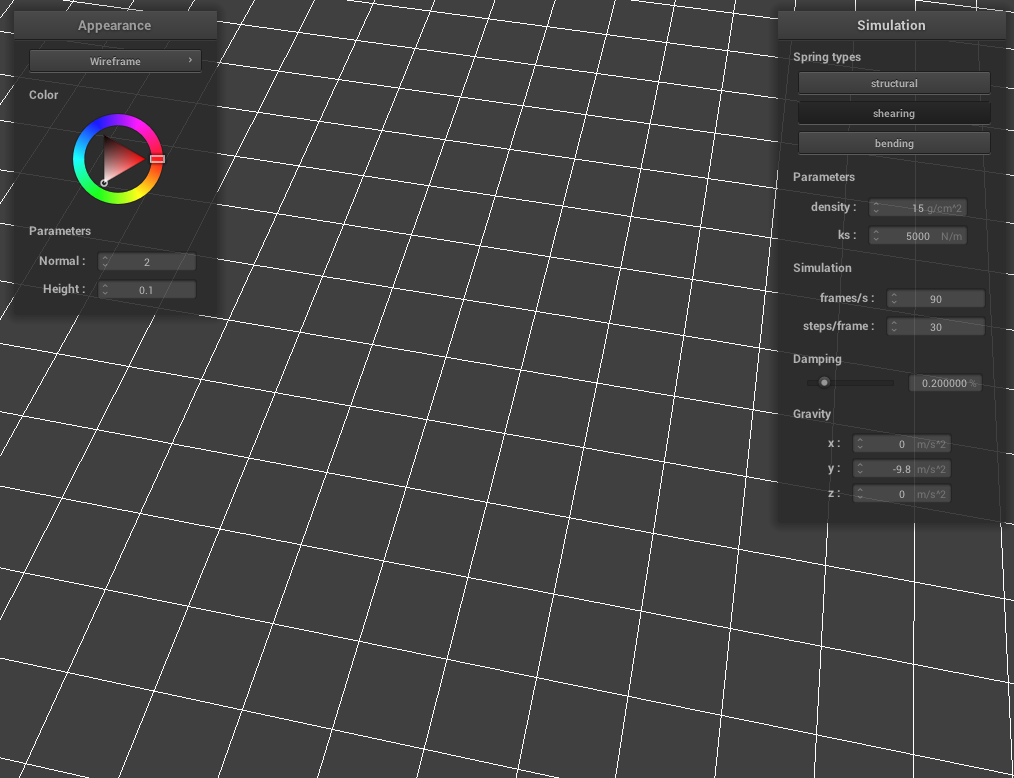 Appearance
Wireframe
Color
Parameters
Normal : 2
Height : 0.1
Simulation
Spring types
structural
shearing
bending
Parameters
density : 15 g/cm^2
ks : 5000 N/m
Simulation
frames/s : 90
steps/frame : 30
Damping
0.200000 %
Gravity
x : 0 m/s^2
y : -9.8 m/s^2
z : 0 m/s^2